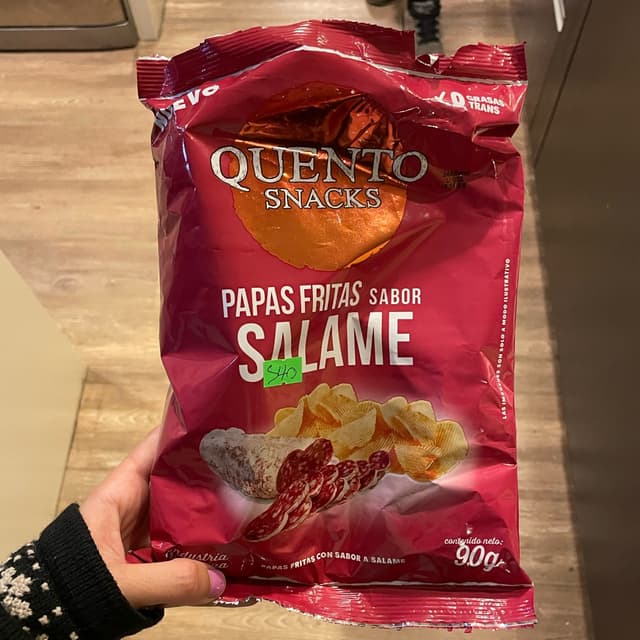 NUEVO
0 GRASAS
TRANS
QUENTO
SNACKS
PAPAS FRITAS SABOR
SALAME
$40
LAS IMÁGENES SON SOLO A MODO ILUSTRATIVO
Industria
PAPAS FRITAS CON SABOR A SALAME
contenido neto:
90g.